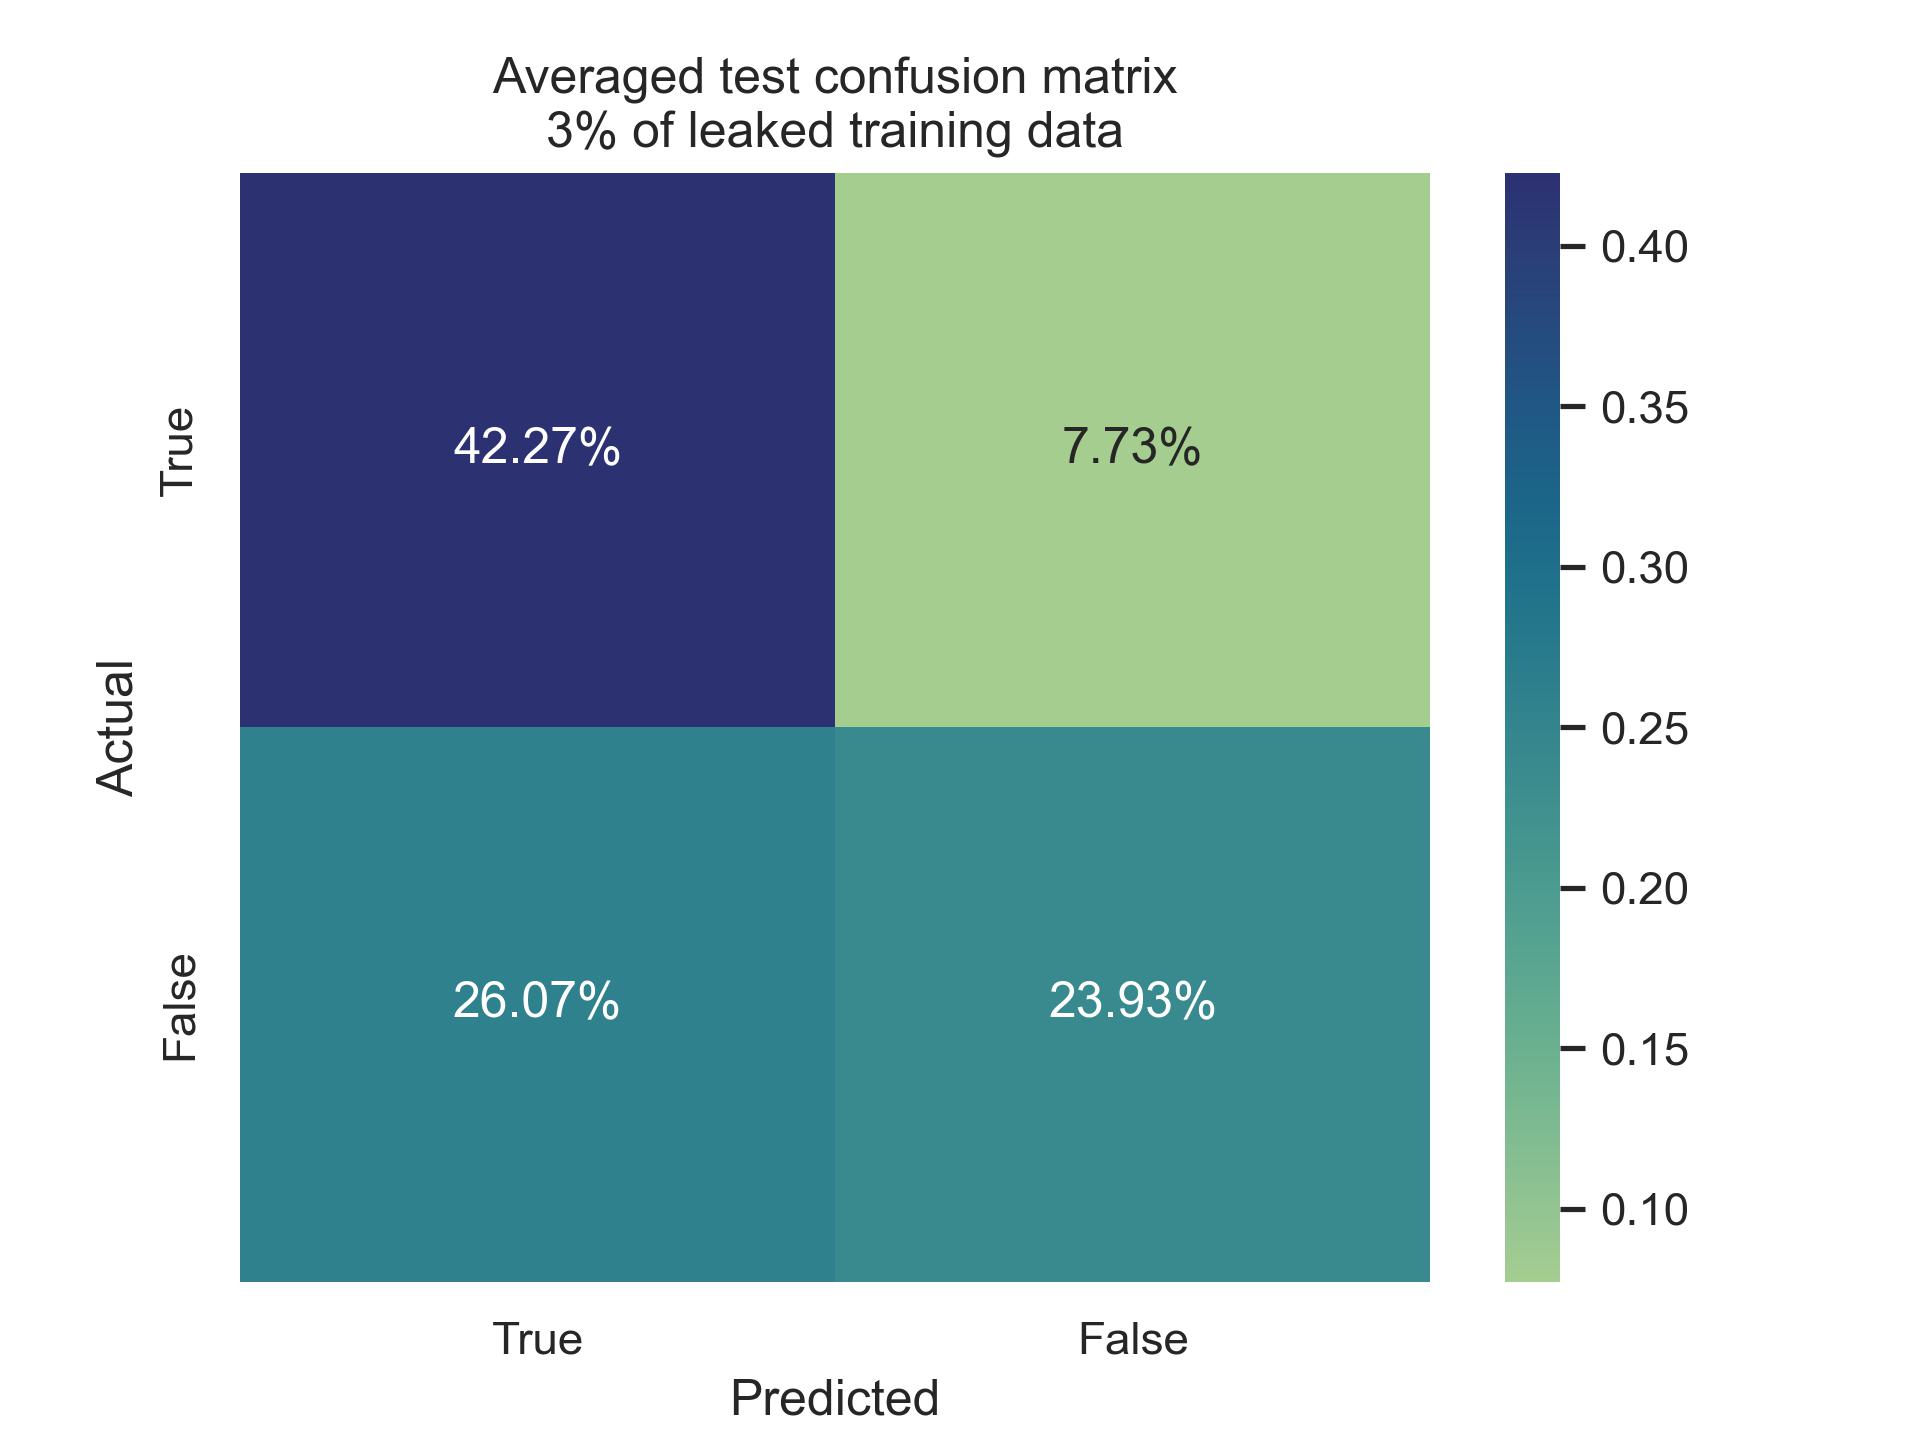 Averaged test confusion matrix
3% of leaked training data
True
42.27%
7.73%
Actual
False
26.07%
23.93%
True
False
Predicted
0.40
0.35
0.30
0.25
0.20
0.15
0.10